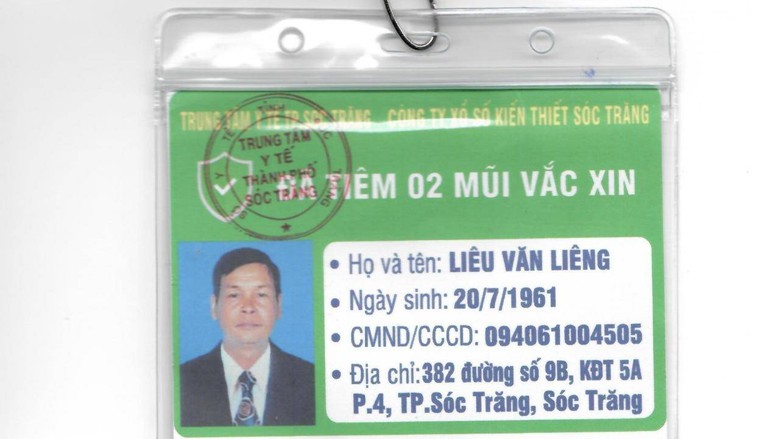 TRUNG TÂM Y TẾ TP SÓC TRĂNG CÔNG TY XỔ SỐ KIẾN THIẾT SÓC TRĂNG
TRUNG TÂM
Y TẾ
THÀNH PHỐ
SÓC TRĂNG
ĐÃ TIÊM 02 MŨI VẮC XIN
• Họ và tên: LIÊU VĂN LIÊNG
• Ngày sinh: 20/7/1961
• CMND/CCCD: 094061004505
• Địa chỉ: 382 đường số 9B, KĐT 5A
P.4, TP.Sóc Trăng, Sóc Trăng